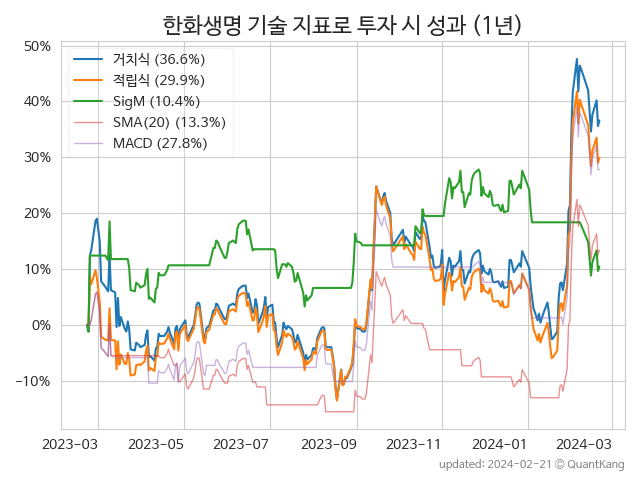 한화생명 기술 지표로 투자 시 성과 (1년)
50%
40%
30%
20%
10%
0%
−10%
거치식 (36.6%)
적립식 (29.9%)
SigM (10.4%)
SMA(20) (13.3%)
MACD (27.8%)
2023-03 2023-05 2023-07 2023-09 2023-11 2024-01 2024-03
updated: 2024-02-21 © QuantKang